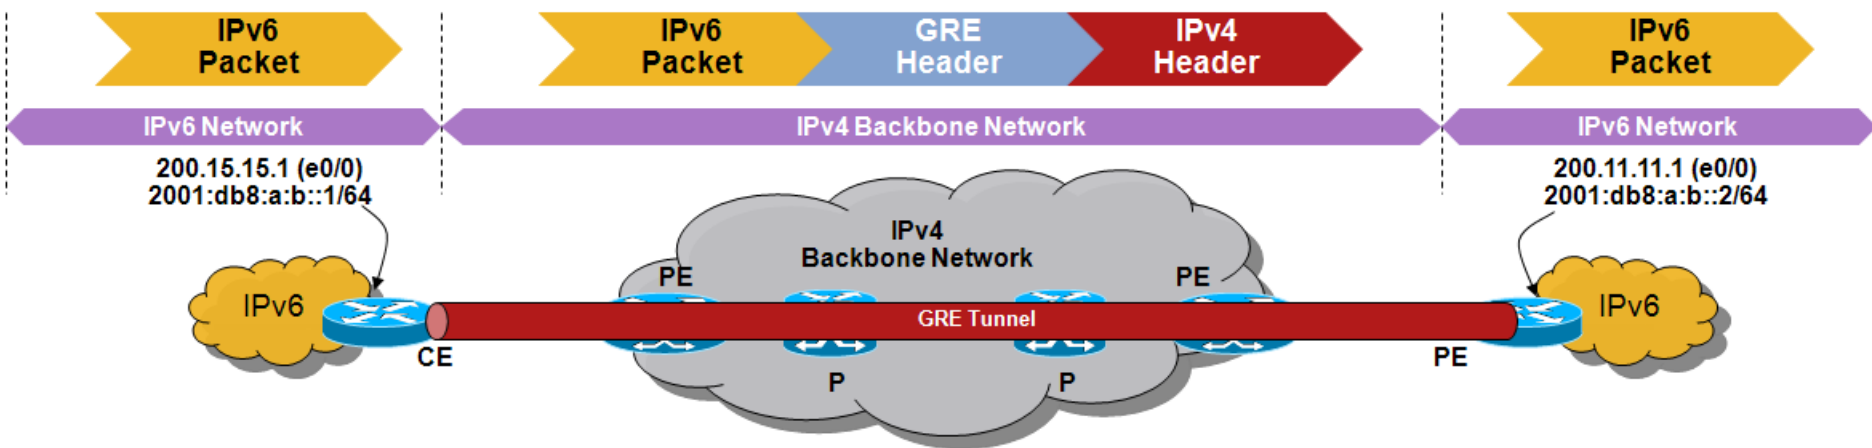 IPv6
Packet
IPv6
Packet
GRE
Header
IPv4
Header
IPv6
Packet
IPv6 Network
IPv4 Backbone Network
IPv6 Network
200.15.15.1 (e0/0)
2001:db8:a:b::1/64
200.11.11.1 (e0/0)
2001:db8:a:b::2/64
IPv4
Backbone Network
PE
PE
IPv6
GRE Tunnel
IPv6
CE
P
P
PE